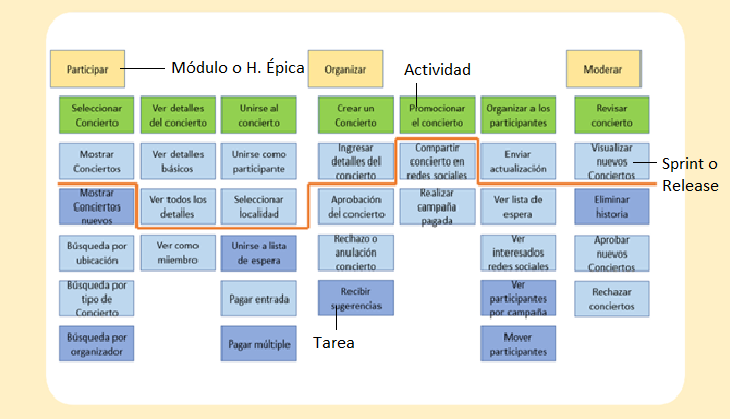 Participar
Módulo o H. Épica
Organizar
Actividad
Moderar
Seleccionar
Concierto
Ver detalles
del concierto
Unirse al
concierto
Crear un
Concierto
Promocionar
el concierto
Organizar a los
participantes
Revisar
concierto
Mostrar
Conciertos
Ver detalles
básicos
Unirse como
participante
Ingresar
detalles del
concierto
Compartir
concierto en
redes sociales
Enviar
actualización
Visualizar
nuevos
Conciertos
Sprint o
Release
Mostrar
Conciertos
nuevos
Ver todos los
detalles
Seleccionar
localidad
Aprobación
del concierto
Realizar
campaña
pagada
Ver lista de
espera
Eliminar
historia
Búsqueda por
ubicación
Ver como
miembro
Unirse a lista
de espera
Rechazo o
anulación
concierto
Ver
interesados
redes sociales
Aprobar
nuevos
Conciertos
Búsqueda por
tipo de
Concierto
Pagar entrada
Recibir
sugerencias
Ver
participantes
por campaña
Rechazar
conciertos
Búsqueda por
organizador
Pagar múltiple
Tarea
Mover
participantes